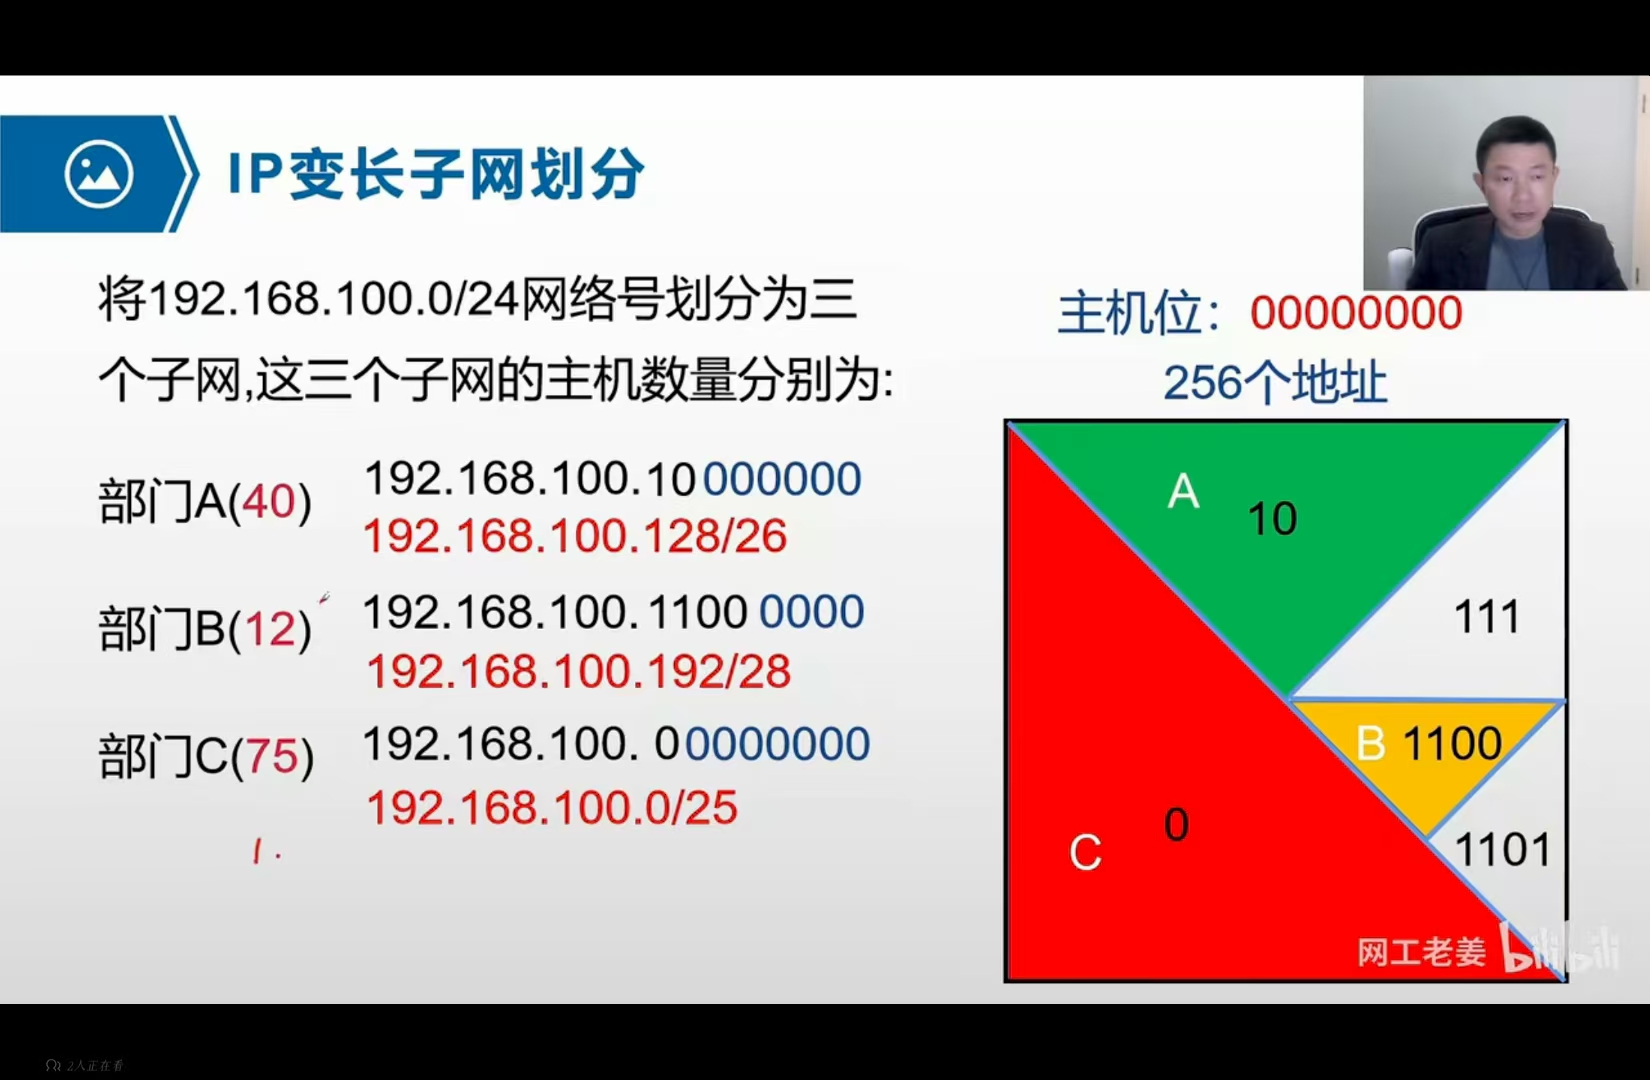 IP变长子网划分
将192.168.100.0/24网络号划分为三
个子网,这三个子网的主机数量分别为:
部门A(40)
192.168.100.10000000
192.168.100.128/26
部门B(12)
192.168.100.1100 0000
192.168.100.192/28
部门C(75)
192.168.100. 00000000
192.168.100.0/25
1.
主机位：00000000
256个地址
A
10
111
B 1100
1101
C
0
网工老姜 bilibili
2人正在看